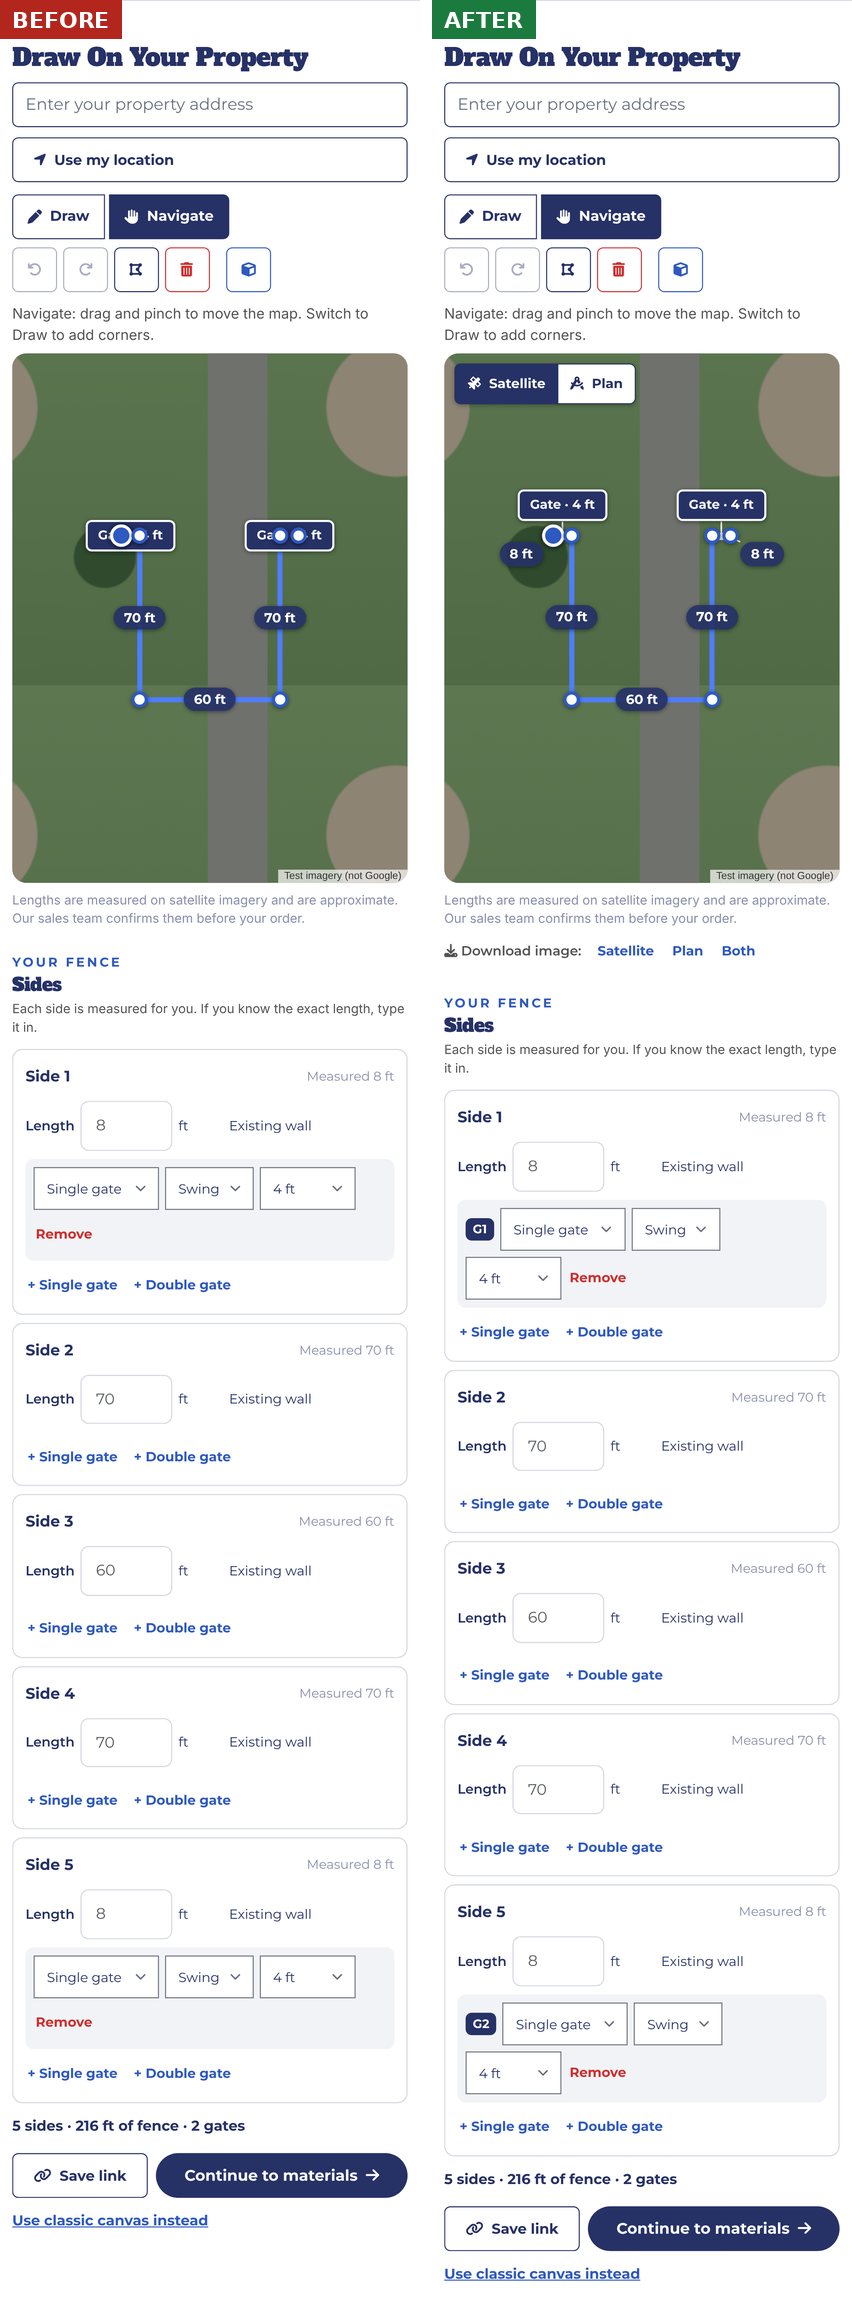 BEFORE
Draw On Your Property
Enter your property address
Use my location
Draw
Navigate
Navigate: drag and pinch to move the map. Switch to
Draw to add corners.
ft
ft
70 ft
70 ft
60 ft
Test imagery (not Google)
Lengths are measured on satellite imagery and are approximate.
Our sales team confirms them before your order.
YOUR FENCE
Sides
Each side is measured for you. If you know the exact length, type
it in.
Side 1
Measured 8 ft
Length 8 ft Existing wall
Single gate Swing 4 ft
Remove
+ Single gate + Double gate
Side 2
Measured 70 ft
Length 70 ft Existing wall
+ Single gate + Double gate
Side 3
Measured 60 ft
Length 60 ft Existing wall
+ Single gate + Double gate
Side 4
Measured 70 ft
Length 70 ft Existing wall
+ Single gate + Double gate
Side 5
Measured 8 ft
Length 8 ft Existing wall
Single gate Swing 4 ft
Remove
+ Single gate + Double gate
5 sides · 216 ft of fence · 2 gates
Save link
Continue to materials →
Use classic canvas instead
AFTER
Draw On Your Property
Enter your property address
Use my location
Draw
Navigate
Navigate: drag and pinch to move the map. Switch to
Draw to add corners.
Satellite
Plan
Gate · 4 ft
Gate · 4 ft
8 ft
8 ft
70 ft
70 ft
60 ft
Test imagery (not Google)
Lengths are measured on satellite imagery and are approximate.
Our sales team confirms them before your order.
Download image: Satellite Plan Both
YOUR FENCE
Sides
Each side is measured for you. If you know the exact length, type
it in.
Side 1
Measured 8 ft
Length 8 ft Existing wall
G1 Single gate Swing
4 ft Remove
+ Single gate + Double gate
Side 2
Measured 70 ft
Length 70 ft Existing wall
+ Single gate + Double gate
Side 3
Measured 60 ft
Length 60 ft Existing wall
+ Single gate + Double gate
Side 4
Measured 70 ft
Length 70 ft Existing wall
+ Single gate + Double gate
Side 5
Measured 8 ft
Length 8 ft Existing wall
G2 Single gate Swing
4 ft Remove
+ Single gate + Double gate
5 sides · 216 ft of fence · 2 gates
Save link
Continue to materials →
Use classic canvas instead